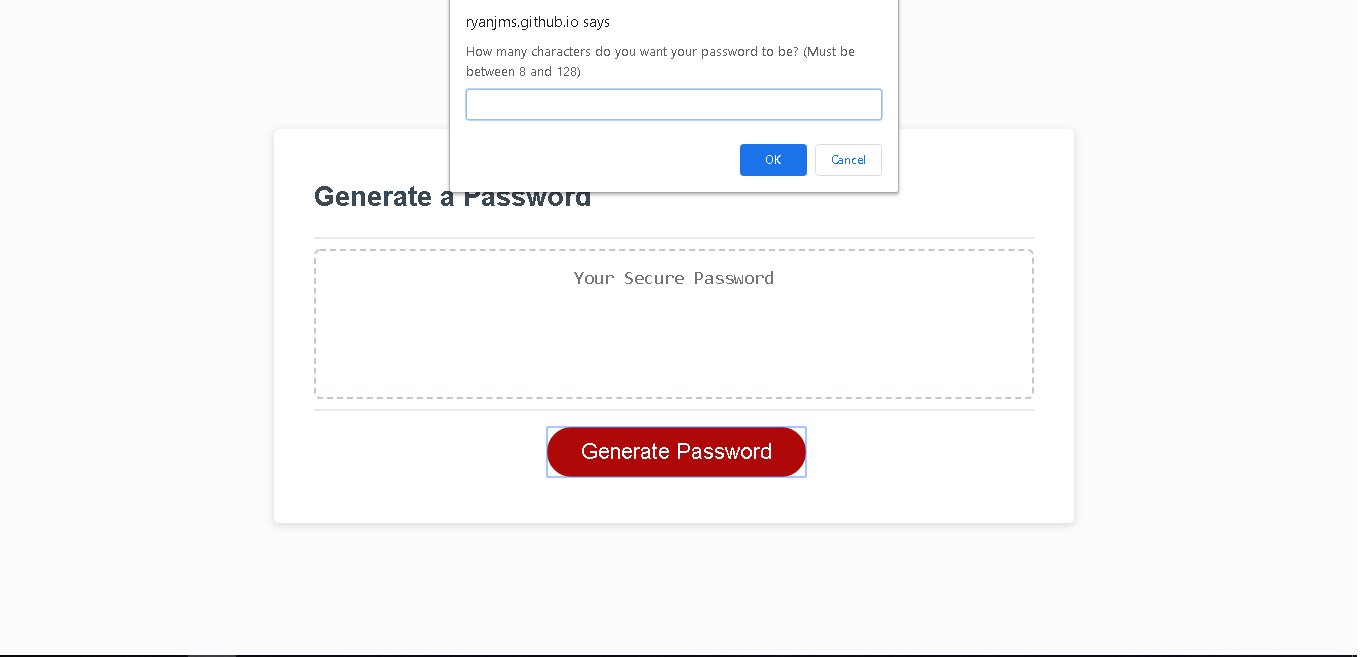 ryanjms.github.io says
How many characters do you want your password to be? (Must be
between 8 and 128)
OK
Cancel
Generate a Password
Your Secure Password
Generate Password